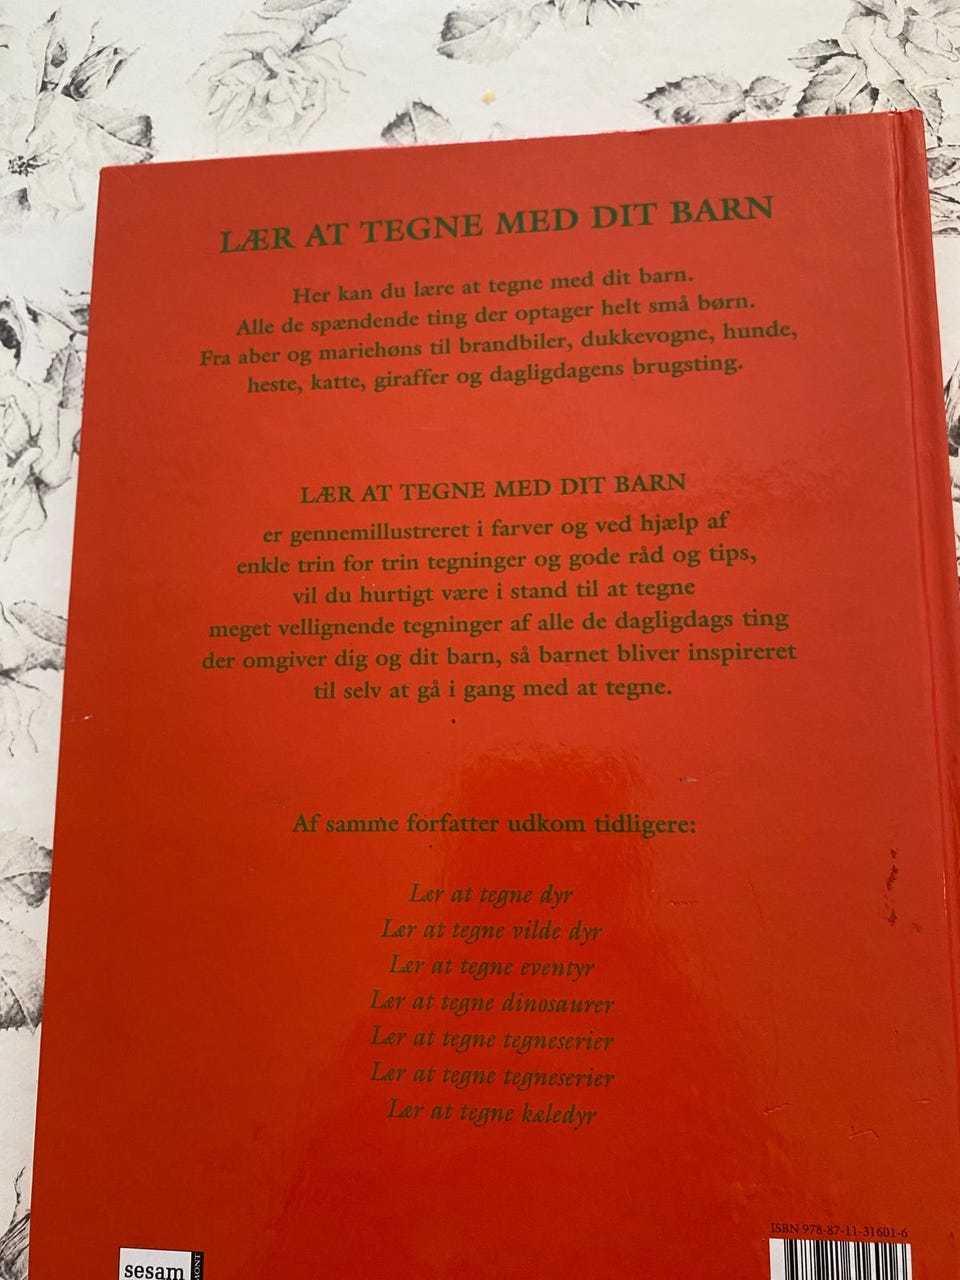 LÆR AT TEGNE MED DIT BARN
Her kan du lære at tegne med dit barn.
Alle de spændende ting der optager helt små børn.
Fra aber og mariehøns til brandbiler, dukkevogne, hunde,
heste, katte, giraffer og dagligdagens brugsting.
LÆR AT TEGNE MED DIT BARN
er gennemillustreret i farver og ved hjælp af
enkle trin for trin tegninger og gode råd og tips,
vil du hurtigt være i stand til at tegne
meget vellignende tegninger af alle de dagligdags ting
der omgiver dig og dit barn, så barnet bliver inspireret
til selv at gå i gang med at tegne.
Af samme forfatter udkom tidligere:
Lær at tegne dyr
Lær at tegne vilde dyr
Lær at tegne eventyr
Lær at tegne dinosaurer
Lær at tegne tegneserier
Lær at tegne tegneserier
Lær at tegne kæledyr
ISBN 978-87-11-31601-6
sesam